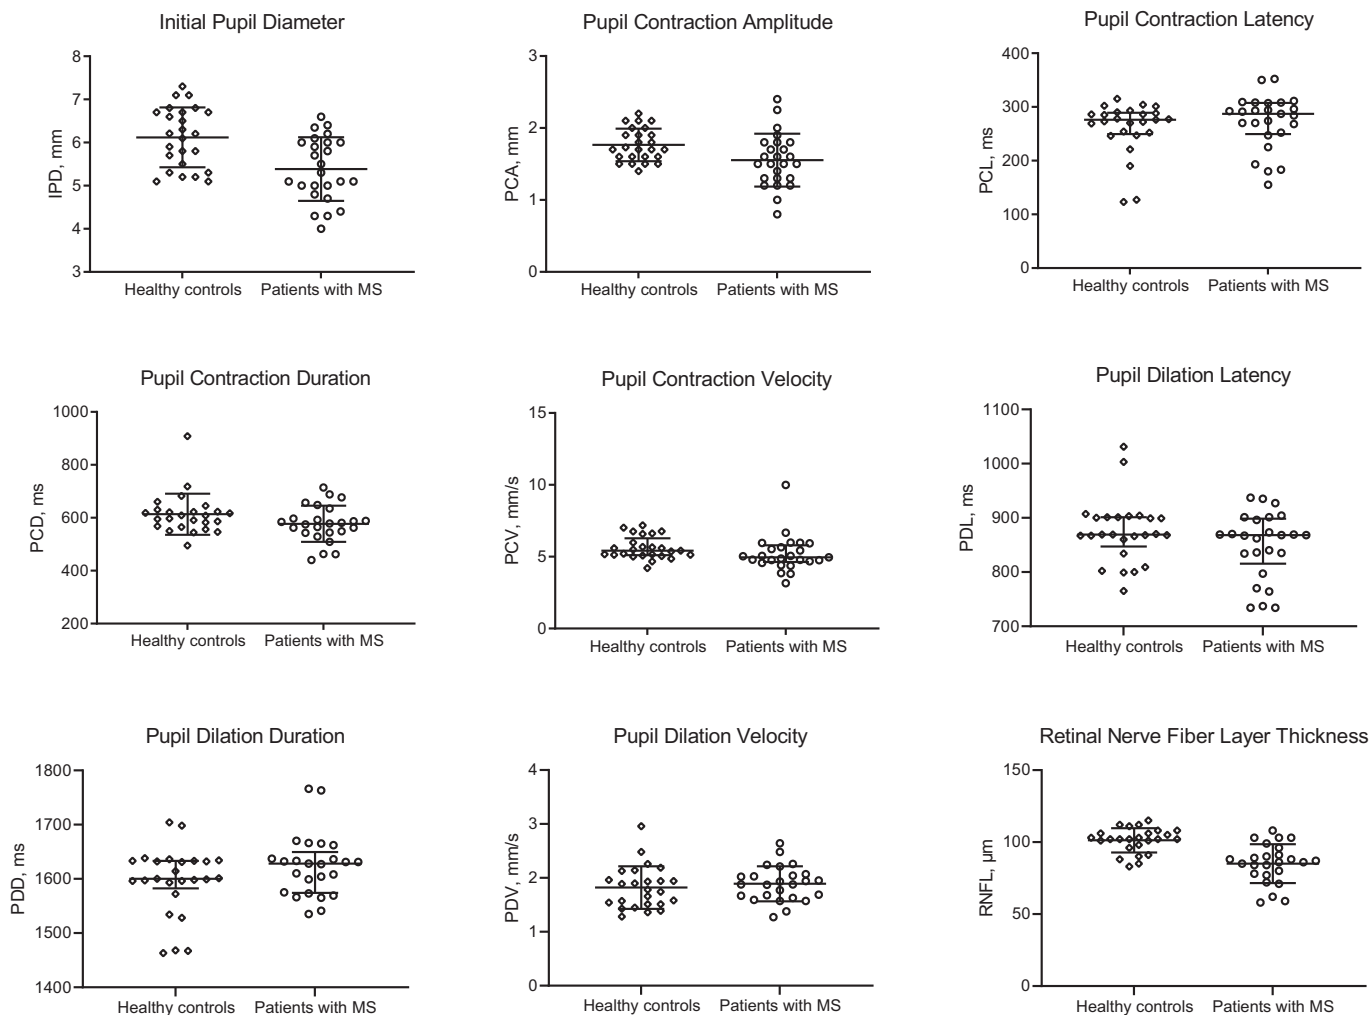 Initial Pupil Diameter
8
7
6
5
4
3
IPD, mm
Healthy controls
Patients with MS
Pupil Contraction Amplitude
3
2
1
0
PCA, mm
Healthy controls
Patients with MS
Pupil Contraction Latency
400
300
200
100
0
PCL, ms
Healthy controls
Patients with MS
Pupil Contraction Duration
1000
800
600
400
200
PCD, ms
Healthy controls
Patients with MS
Pupil Contraction Velocity
15
10
5
0
PCV, mm/s
Healthy controls
Patients with MS
Pupil Dilation Latency
1100
1000
900
800
700
PDL, ms
Healthy controls
Patients with MS
Pupil Dilation Duration
1800
1700
1600
1500
1400
PDD, ms
Healthy controls
Patients with MS
Pupil Dilation Velocity
4
3
2
1
0
PDV, mm/s
Healthy controls
Patients with MS
Retinal Nerve Fiber Layer Thickness
150
100
50
0
RNFL, µm
Healthy controls
Patients with MS